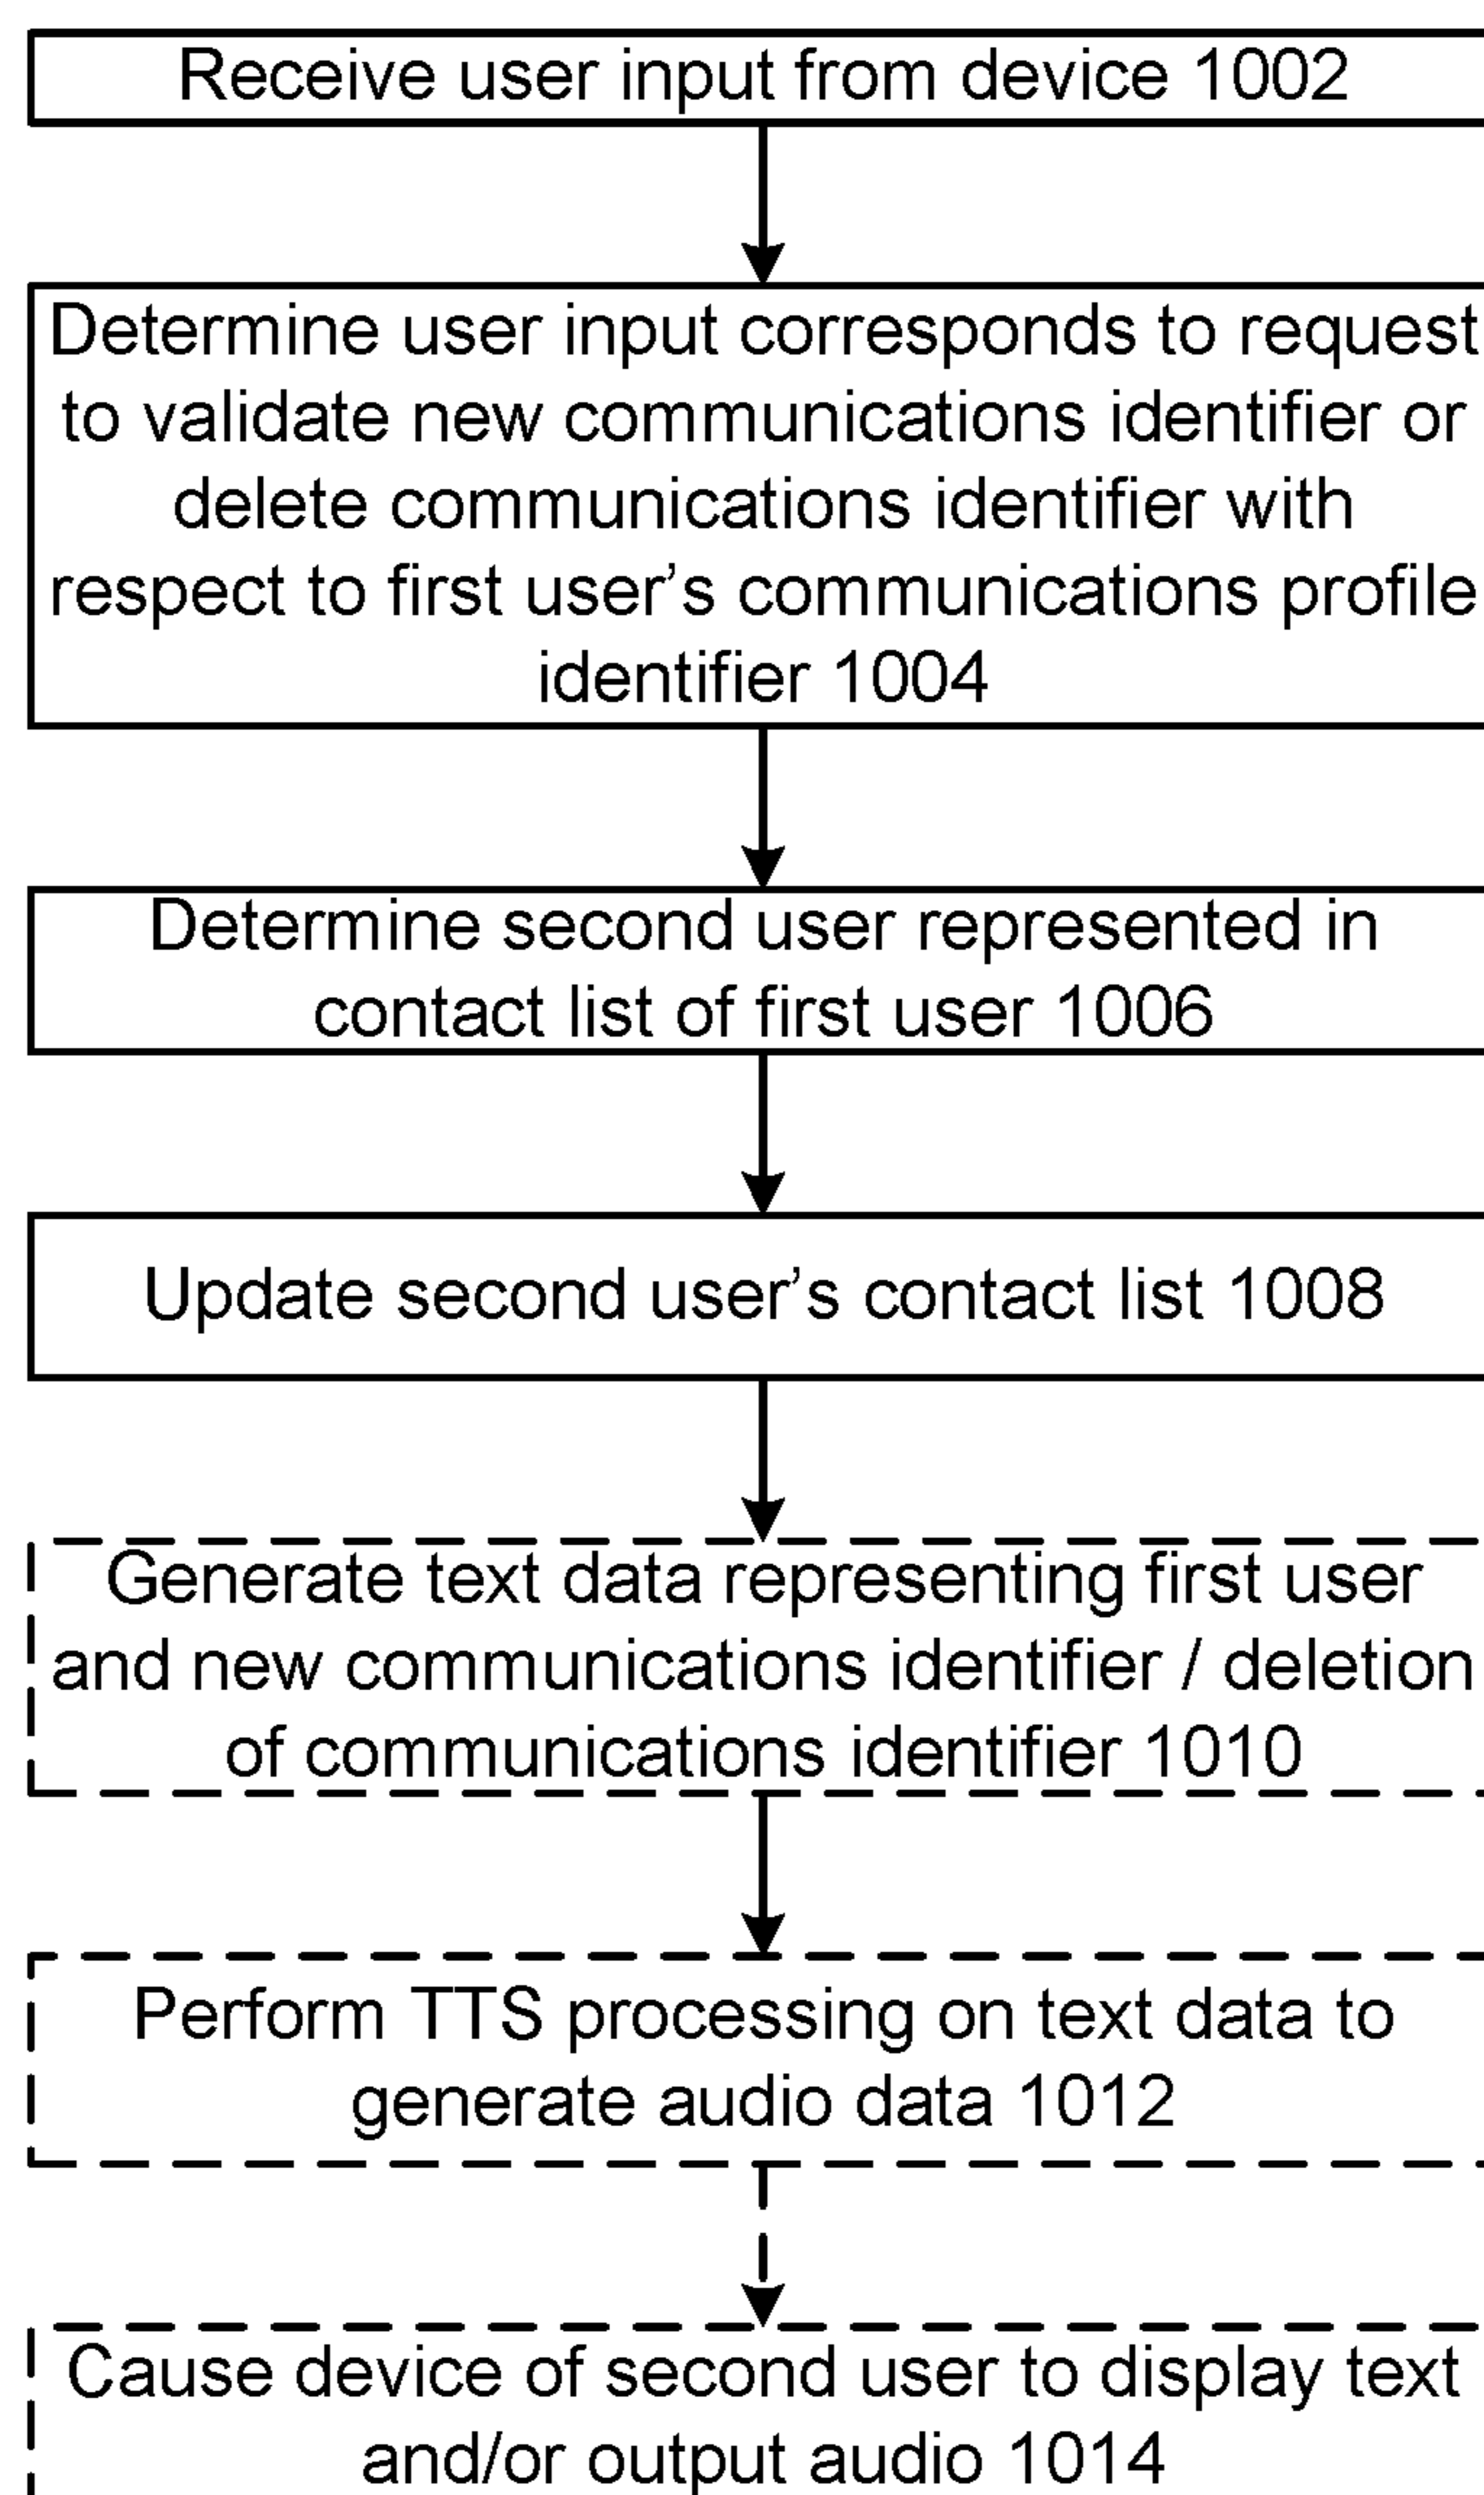 Receive user input from device 1002
Determine user input corresponds to request
to validate new communications identifier or
delete communications identifier with
respect to first user’s communications profile
identifier 1004
Determine second user represented in
contact list of first user 1006
Update second user’s contact list 1008
Generate text data representing first user
and new communications identifier / deletion
of communications identifier 1010
Perform TTS processing on text data to
generate audio data 1012
Cause device of second user to display text
and/or output audio 1014